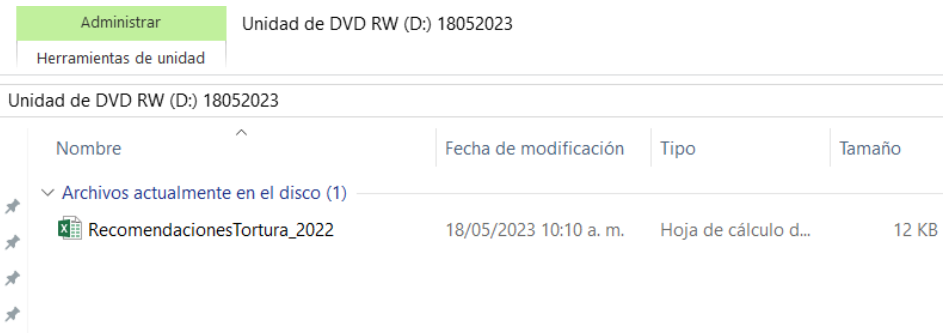 Administrar
Unidad de DVD RW (D:) 18052023
Herramientas de unidad
Unidad de DVD RW (D:) 18052023
Nombre Fecha de modificación Tipo Tamaño
Archivos actualmente en el disco (1)
RecomendacionesTortura_2022 18/05/2023 10:10 a. m. Hoja de cálculo d... 12 KB